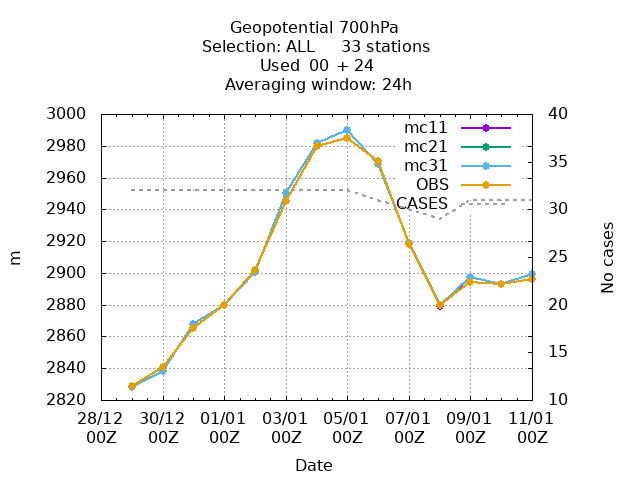 Geopotential 700hPa
Selection: ALL 33 stations
Used 00 + 24
Averaging window: 24h
3000
2980
2960
2940
2920
2900
2880
2860
2840
2820
40
35
30
25
20
15
10
mc11
mc21
mc31
OBS
CASES
m
No cases
28/12 30/12 01/01 03/01 05/01 07/01 09/01 11/01
00Z 00Z 00Z 00Z 00Z 00Z 00Z 00Z
Date